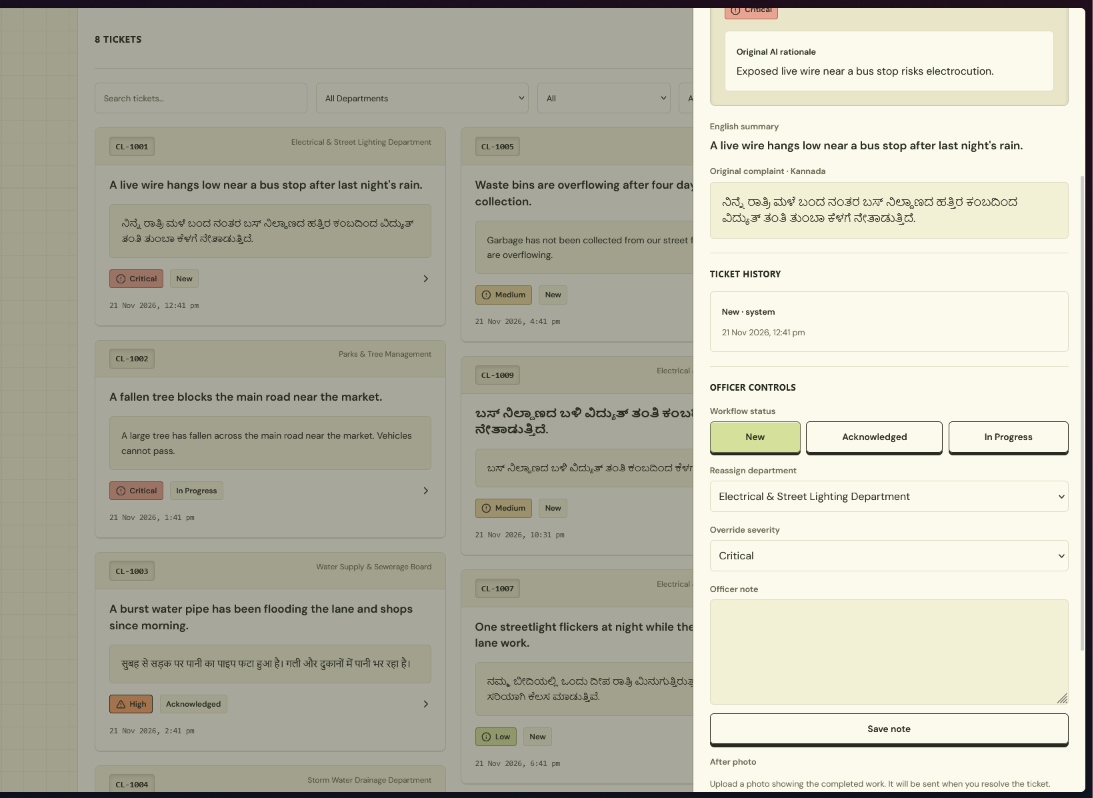 8 TICKETS
Search tickets...
All Departments
All
CL-1001
Electrical & Street Lighting Department
A live wire hangs low near a bus stop after last night's rain.
ನಿನ್ನೆ ರಾತ್ರಿ ಮಳೆ ಬಂದ ನಂತರ ಬಸ್ ನಿಲ್ದಾಣದ ಹತ್ತಿರ ಕಂಬದಿಂದ ವಿದ್ಯುತ್
ತಂತಿ ತುಂಬಾ ಕೆಳಗೆ ನೇತಾಡುತ್ತಿದೆ.
Critical
New
21 Nov 2026, 12:41 pm
CL-1002
Parks & Tree Management
A fallen tree blocks the main road near the market.
A large tree has fallen across the main road near the market. Vehicles
cannot pass.
Critical
In Progress
21 Nov 2026, 1:41 pm
CL-1003
Water Supply & Sewerage Board
A burst water pipe has been flooding the lane and shops
since morning.
सुबह से सड़क पर पानी का पाइप फटा हुआ है। गली और दुकानों में पानी भर रहा है।
High
Acknowledged
21 Nov 2026, 2:41 pm
CL-1004
Storm Water Drainage Department
CL-1005
Waste bins are overflowing after four day
collection.
Garbage has not been collected from our street f
are overflowing.
Medium
New
21 Nov 2026, 4:41 pm
CL-1009
Electrical
ಬಸ್ ನಿಲ್ದಾಣದ ಬಳಿ ವಿದ್ಯುತ್ ತಂತಿ ಕಂಬ
ನೇತಾಡುತ್ತಿದೆ.
ಬಸ್ ನಿಲ್ದಾಣದ ಬಳಿ ವಿದ್ಯುತ್ ತಂತಿ ಕಂಬದಿಂದ ಕೆಳಗ
Medium
New
21 Nov 2026, 10:31 pm
CL-1007
Electrical
One streetlight flickers at night while the
lane work.
ನಮ್ಮ ಬೀದಿಯಲ್ಲಿ ಒಂದು ದೀಪ ರಾತ್ರಿ ಮಿನುಗುತ್ತಿರುತ್ತ
ಸರಿಯಾಗಿ ಕೆಲಸ ಮಾಡುತ್ತಿವೆ.
Low
New
21 Nov 2026, 6:41 pm
Critical
Original AI rationale
Exposed live wire near a bus stop risks electrocution.
English summary
A live wire hangs low near a bus stop after last night's rain.
Original complaint · Kannada
ನಿನ್ನೆ ರಾತ್ರಿ ಮಳೆ ಬಂದ ನಂತರ ಬಸ್ ನಿಲ್ದಾಣದ ಹತ್ತಿರ ಕಂಬದಿಂದ
ವಿದ್ಯುತ್ ತಂತಿ ತುಂಬಾ ಕೆಳಗೆ ನೇತಾಡುತ್ತಿದೆ.
TICKET HISTORY
New · system
21 Nov 2026, 12:41 pm
OFFICER CONTROLS
Workflow status
New
Acknowledged
In Progress
Reassign department
Electrical & Street Lighting Department
Override severity
Critical
Officer note
Save note
After photo
Upload a photo showing the completed work. It will be sent when you resolve the ticket.